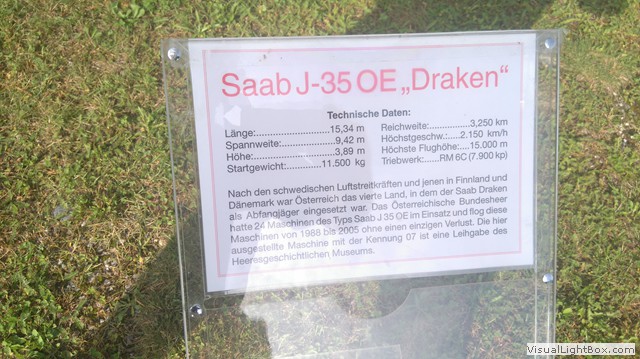 Saab J-35 OE „Draken“
Technische Daten:
Länge:............................15,34 m
Spannweite:....................9,42 m
Höhe:..............................3,89 m
Startgewicht:.............11.500 kg
Reichweite:...............3,250 km
Höchstgeschw.:....2.150 km/h
Höchste Flughöhe:....15.000 m
Triebwerk:.....RM 6C (7.900 kp)
Nach den schwedischen Luftstreitkräften und jenen in Finnland und
Dänemark war Österreich das vierte Land, in dem der Saab Draken
als Abfangjäger eingesetzt war. Das Österreichische Bundesheer
hatte 24 Maschinen des Typs Saab J 35 OE im Einsatz und flog diese
Maschinen von 1988 bis 2005 ohne einen einzigen Verlust. Die hier
ausgestellte Maschine mit der Kennung 07 ist eine Leihgabe des
Heeresgeschichtlichen Museums.
VisualLightBox.com